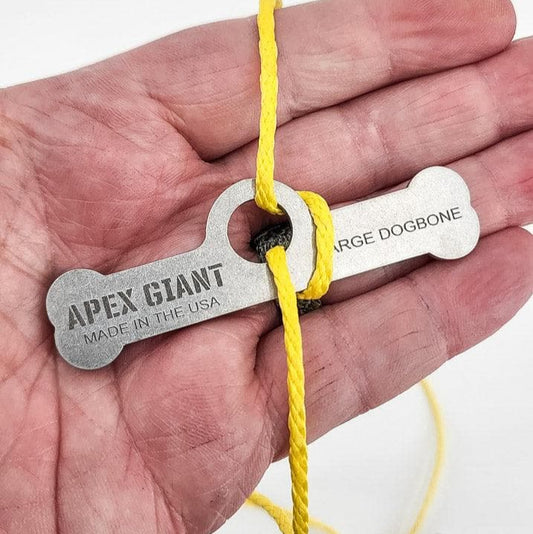 APEX GIANT
MADE IN THE USA
ARGE DOGBONE